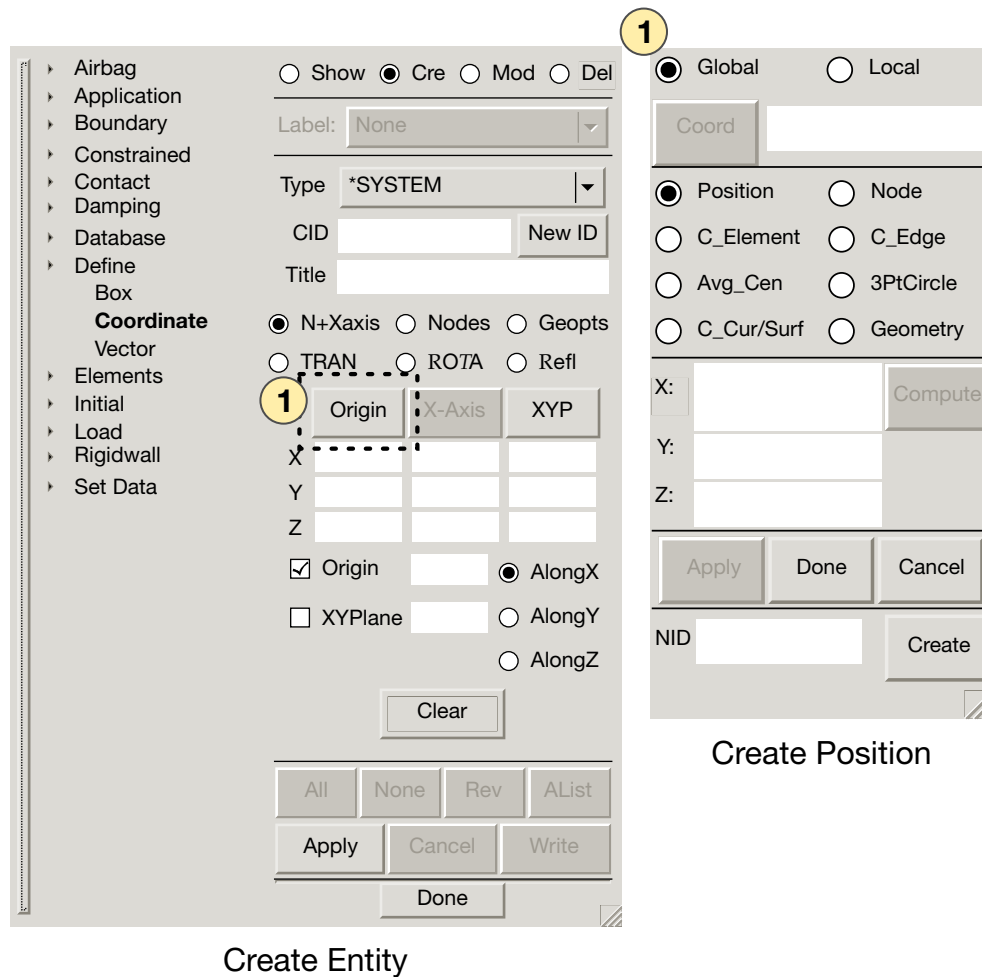 1
Airbag
Application
Boundary
Constrained
Contact
Damping
Database
Define
Box
Coordinate
Vector
Elements
Initial
Load
Rigidwall
Set Data
Show Cre Mod Del
Label: None
Type *SYSTEM
CID New ID
Title
N+Xaxis Nodes Geopts
TRAN ROTA Refl
1 Origin X-Axis XYP
X
Y
Z
Origin AlongX
XYPlane AlongY
AlongZ
Clear
All None Rev AList
Apply Cancel Write
Done
Create Entity
Global Local
Coord
Position Node
C_Element C_Edge
Avg_Cen 3PtCircle
C_Cur/Surf Geometry
X: Compute
Y:
Z:
Apply Done Cancel
NID Create
Create Position